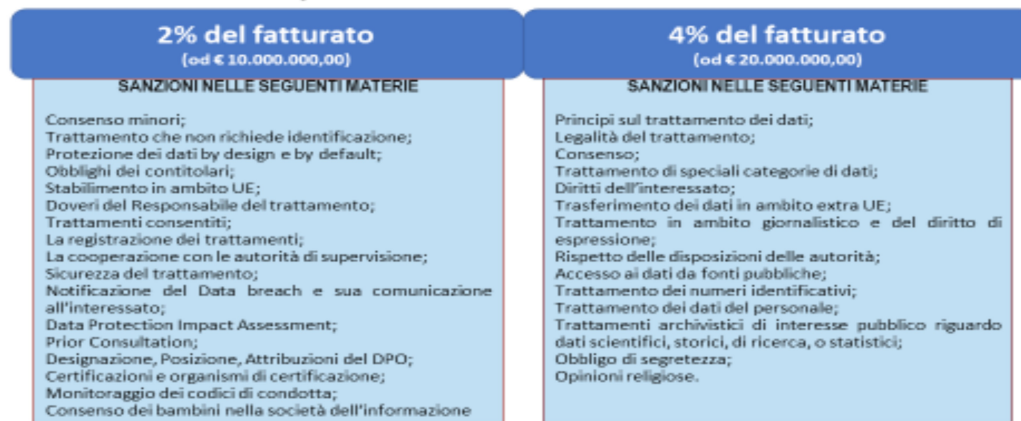 2% del fatturato
(od € 10.000.000,00)
SANZIONI NELLE SEGUENTI MATERIE
Consenso minori;
Trattamento che non richiede identificazione;
Protezione dei dati by design e by default;
Obblighi dei contitolari;
Stabilimento in ambito UE;
Doveri del Responsabile del trattamento;
Trattamenti consentiti;
La registrazione dei trattamenti;
La cooperazione con le autorità di supervisione;
Sicurezza del trattamento;
Notificazione del Data breach e sua comunicazione
all'interessato;
Data Protection Impact Assessment;
Prior Consultation;
Designazione, Posizione, Attribuzioni del DPO;
Certificazioni e organismi di certificazione;
Monitoraggio dei codici di condotta;
Consenso dei bambini nella società dell'informazione
4% del fatturato
(od € 20.000.000,00)
SANZIONI NELLE SEGUENTI MATERIE
Principi sul trattamento dei dati;
Legalità del trattamento;
Consenso;
Trattamento di speciali categorie di dati;
Diritti dell'interessato;
Trasferimento dei dati in ambito extra UE;
Trattamento in ambito giornalistico e del diritto di
espressione;
Rispetto delle disposizioni delle autorità;
Accesso ai dati da fonti pubbliche;
Trattamento dei numeri identificativi;
Trattamento dei dati del personale;
Trattamenti archivistici di interesse pubblico riguardo
dati scientifici, storici, di ricerca, o statistici;
Obbligo di segretezza;
Opinioni religiose.